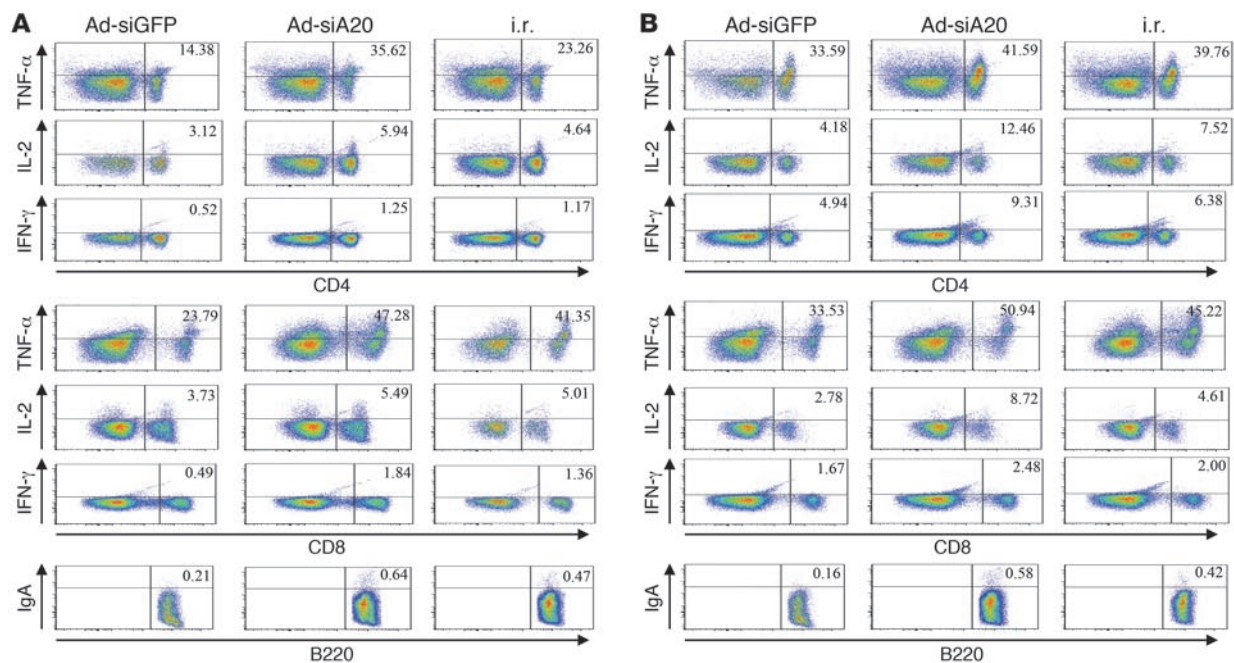 A
Ad-siGFP Ad-siA20 i.r.
TNF-α 14.38 35.62 23.26
IL-2 3.12 5.94 4.64
IFN-γ 0.52 1.25 1.17
CD4
TNF-α 23.79 47.28 41.35
IL-2 3.73 5.49 5.01
IFN-γ 0.49 1.84 1.36
CD8
IgA 0.21 0.64 0.47
B220
B
Ad-siGFP Ad-siA20 i.r.
TNF-α 33.59 41.59 39.76
IL-2 4.18 12.46 7.52
IFN-γ 4.94 9.31 6.38
CD4
TNF-α 33.53 50.94 45.22
IL-2 2.78 8.72 4.61
IFN-γ 1.67 2.48 2.00
CD8
IgA 0.16 0.58 0.42
B220